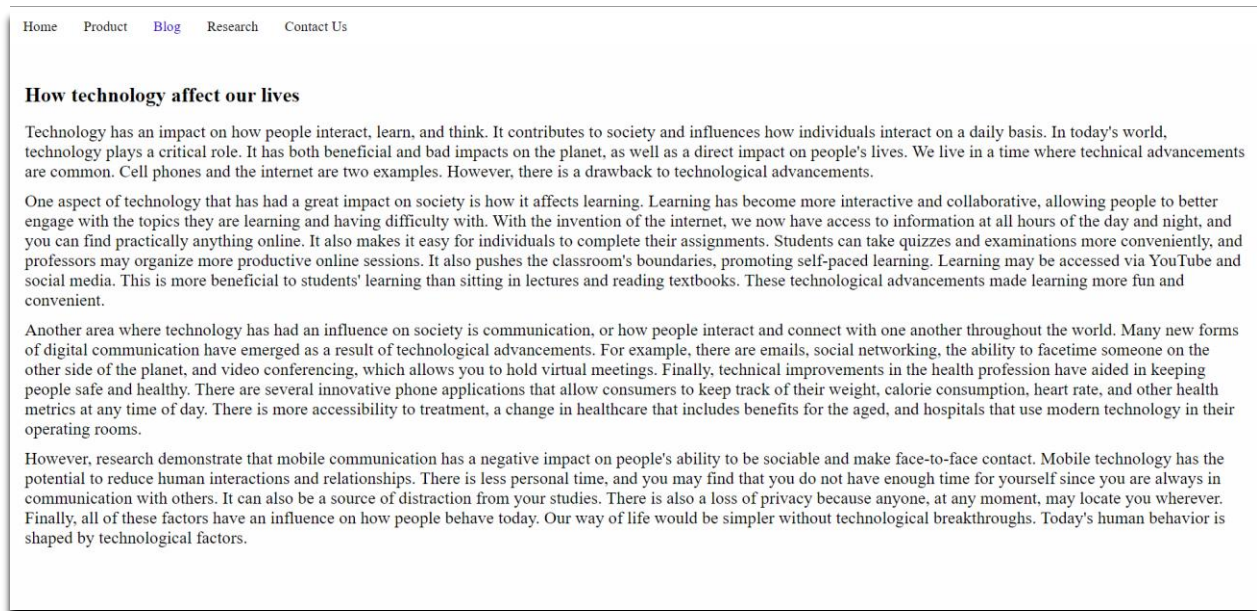 Home Product Blog Research Contact Us
How technology affect our lives
Technology has an impact on how people interact, learn, and think. It contributes to society and influences how individuals interact on a daily basis. In today's world,
technology plays a critical role. It has both beneficial and bad impacts on the planet, as well as a direct impact on people's lives. We live in a time where technical advancements
are common. Cell phones and the internet are two examples. However, there is a drawback to technological advancements.
One aspect of technology that has had a great impact on society is how it affects learning. Learning has become more interactive and collaborative, allowing people to better
engage with the topics they are learning and having difficulty with. With the invention of the internet, we now have access to information at all hours of the day and night, and
you can find practically anything online. It also makes it easy for individuals to complete their assignments. Students can take quizzes and examinations more conveniently, and
professors may organize more productive online sessions. It also pushes the classroom's boundaries, promoting self-paced learning. Learning may be accessed via YouTube and
social media. This is more beneficial to students' learning than sitting in lectures and reading textbooks. These technological advancements made learning more fun and
convenient.
Another area where technology has had an influence on society is communication, or how people interact and connect with one another throughout the world. Many new forms
of digital communication have emerged as a result of technological advancements. For example, there are emails, social networking, the ability to facetime someone on the
other side of the planet, and video conferencing, which allows you to hold virtual meetings. Finally, technical improvements in the health profession have aided in keeping
people safe and healthy. There are several innovative phone applications that allow consumers to keep track of their weight, calorie consumption, heart rate, and other health
metrics at any time of day. There is more accessibility to treatment, a change in healthcare that includes benefits for the aged, and hospitals that use modern technology in their
operating rooms.
However, research demonstrate that mobile communication has a negative impact on people's ability to be sociable and make face-to-face contact. Mobile technology has the
potential to reduce human interactions and relationships. There is less personal time, and you may find that you do not have enough time for yourself since you are always in
communication with others. It can also be a source of distraction from your studies. There is also a loss of privacy because anyone, at any moment, may locate you wherever.
Finally, all of these factors have an influence on how people behave today. Our way of life would be simpler without technological breakthroughs. Today's human behavior is
shaped by technological factors.